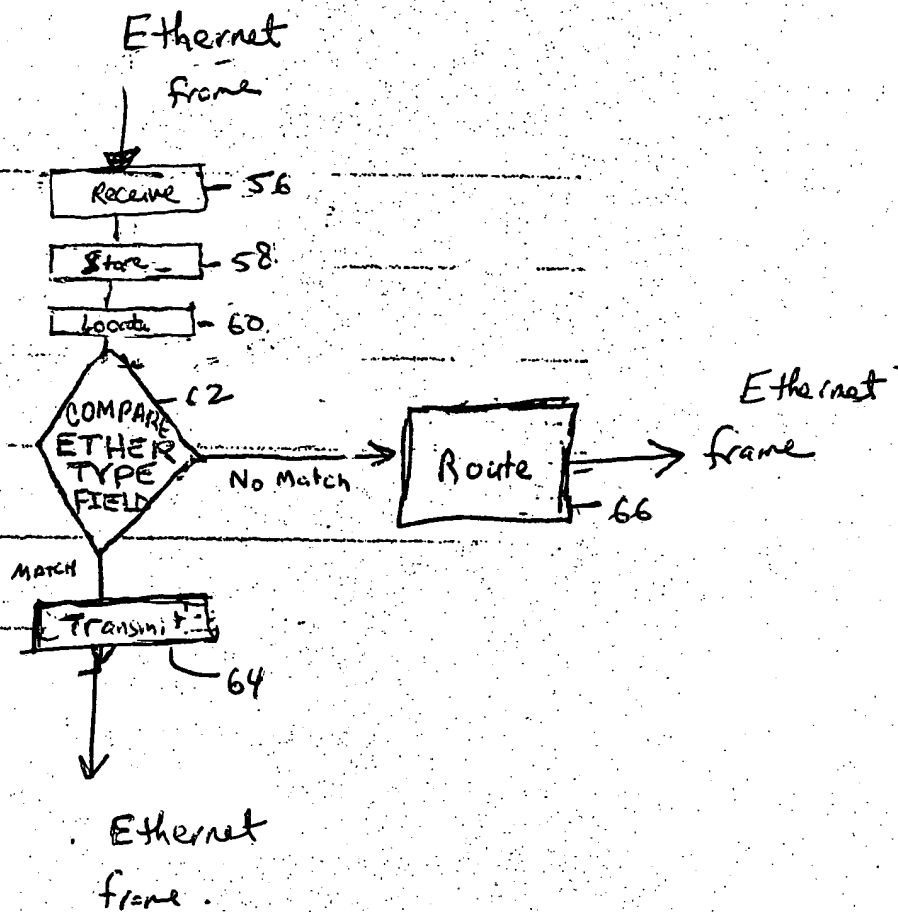 Ethernet
frame
Receive
56
Store
58
Locate
60
62
COMPARE
ETHER
TYPE
FIELD
No Match
Route
66
Ethernet
frame
MATCH
Transmit
64
Ethernet
frame